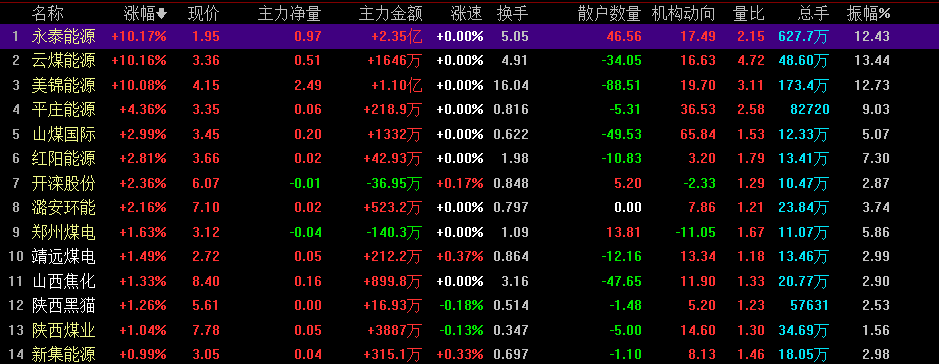 名称 涨幅↓ 现价 主力净量 主力金额 涨速 换手 散户数量 机构动向 量比 总手 振幅%
1 永泰能源 +10.17% 1.95 0.97 +2.35亿 +0.00% 5.05 46.56 17.49 2.15 627.7万 12.43
2 云煤能源 +10.16% 3.36 0.51 +1646万 +0.00% 4.91 -34.05 16.63 4.72 48.60万 13.44
3 美锦能源 +10.08% 4.15 2.49 +1.10亿 +0.00% 16.04 -88.51 19.70 3.11 173.4万 12.73
4 平庄能源 +4.36% 3.35 0.06 +218.9万 +0.00% 0.816 -5.31 36.53 2.58 82720 9.03
5 山煤国际 +2.99% 3.45 0.20 +1332万 +0.00% 0.622 -49.53 65.84 1.53 12.33万 5.07
6 红阳能源 +2.81% 3.66 0.02 +42.93万 +0.00% 1.98 -10.83 3.20 1.79 13.41万 7.30
7 开滦股份 +2.36% 6.07 -0.01 -36.95万 +0.17% 0.848 5.20 -2.33 1.29 10.47万 2.87
8 潞安环能 +2.16% 7.10 0.02 +523.2万 +0.00% 0.797 0.00 7.86 1.21 23.84万 3.74
9 郑州煤电 +1.63% 3.12 -0.04 -140.3万 +0.00% 1.09 13.81 -11.05 1.67 11.07万 5.86
10 靖远煤电 +1.49% 2.72 0.05 +212.2万 +0.37% 0.864 -12.16 13.34 1.18 13.46万 2.99
11 山西焦化 +1.33% 8.40 0.16 +899.8万 +0.00% 3.16 -47.65 11.90 1.33 20.77万 2.90
12 陕西黑猫 +1.26% 5.61 0.00 +16.93万 -0.18% 0.514 -1.48 5.20 1.23 57631 2.53
13 陕西煤业 +1.04% 7.78 0.05 +3887万 -0.13% 0.347 -5.00 14.60 1.30 34.69万 1.56
14 新集能源 +0.99% 3.05 0.04 +315.1万 +0.33% 0.697 -1.10 8.13 1.46 18.05万 2.98